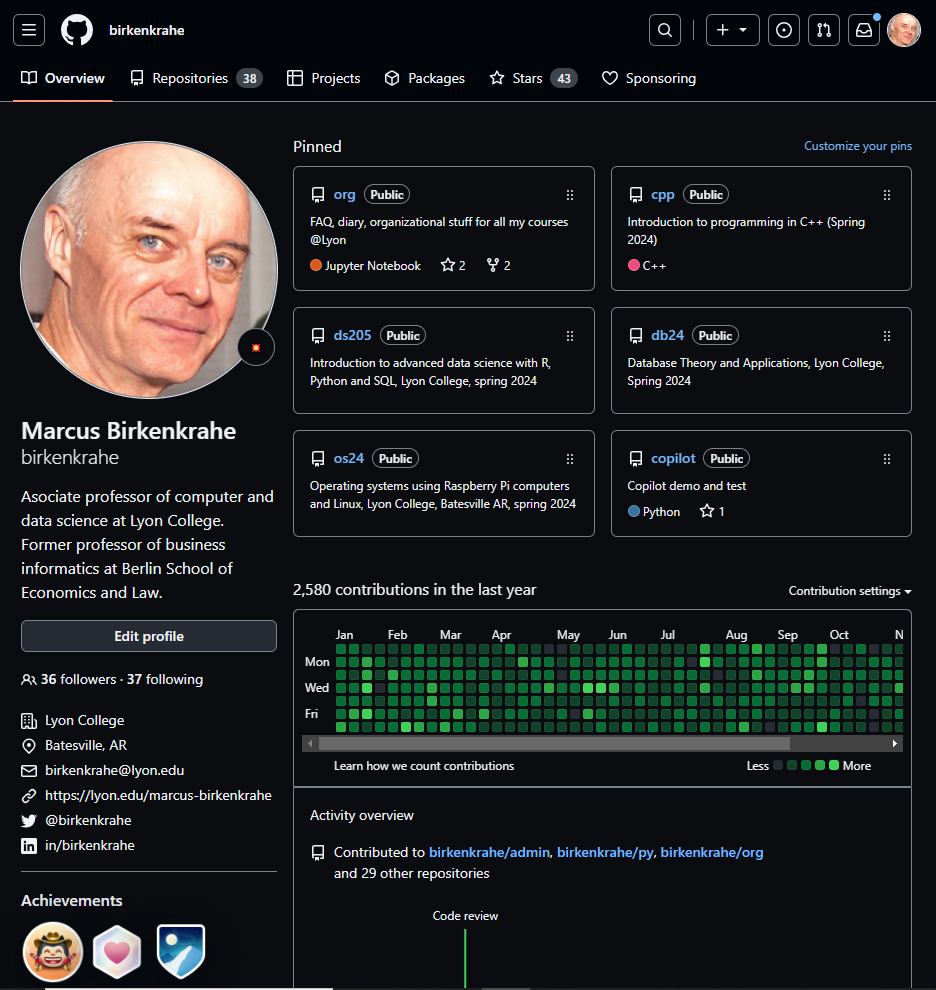 birkenkrahe
Overview
Repositories 38
Projects
Packages
Stars 43
Sponsoring
Marcus Birkenkrahe
birkenkrahe
Asociate professor of computer and
data science at Lyon College.
Former professor of business
informatics at Berlin School of
Economics and Law.
Edit profile
36 followers · 37 following
Lyon College
Batesville, AR
birkenkrahe@lyon.edu
https://lyon.edu/marcus-birkenkrahe
@birkenkrahe
in/birkenkrahe
Achievements
Pinned
Customize your pins
org Public
FAQ, diary, organizational stuff for all my courses
@Lyon
Jupyter Notebook 2 2
cpp Public
Introduction to programming in C++ (Spring
2024)
C++
ds205 Public
Introduction to advanced data science with R,
Python and SQL, Lyon College, spring 2024
db24 Public
Database Theory and Applications, Lyon College,
Spring 2024
os24 Public
Operating systems using Raspberry Pi computers
and Linux, Lyon College, Batesville AR, spring 2024
copilot Public
Copilot demo and test
Python 1
2,580 contributions in the last year
Contribution settings
Jan Feb Mar Apr May Jun Jul Aug Sep Oct N
Mon
Wed
Fri
Learn how we count contributions
Less More
Activity overview
Contributed to birkenkrahe/admin, birkenkrahe/py, birkenkrahe/org
and 29 other repositories
Code review